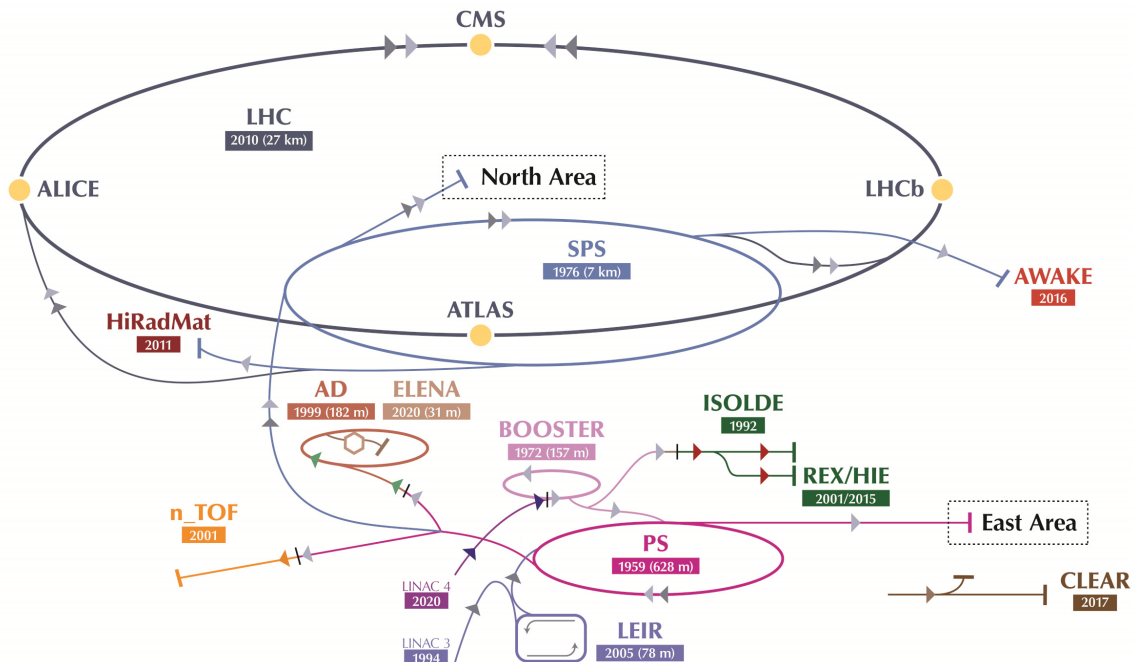 CMS
LHC
2010 (27 km)
North Area
ALICE
LHCb
SPS
1976 (7 km)
AWAKE
2016
ATLAS
HiRadMat
2011
AD
1999 (182 m)
ELENA
2020 (31 m)
ISOLDE
1992
BOOSTER
1972 (157 m)
REX/HIE
2001/2015
n_TOF
2001
East Area
PS
1959 (628 m)
LINAC 4
2020
CLEAR
2017
LEIR
2005 (78 m)
LINAC 3
1994